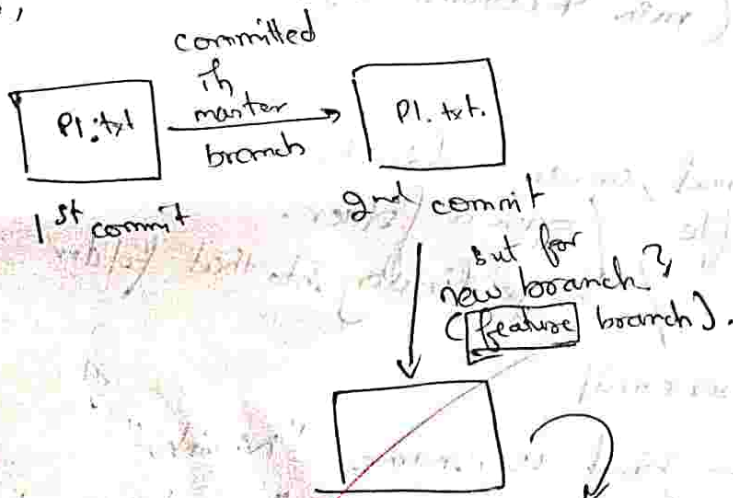 committed
in
master
branch
P1.txt
P1.txt.
1st commit
2nd commit
but for
new branch?
(feature branch).